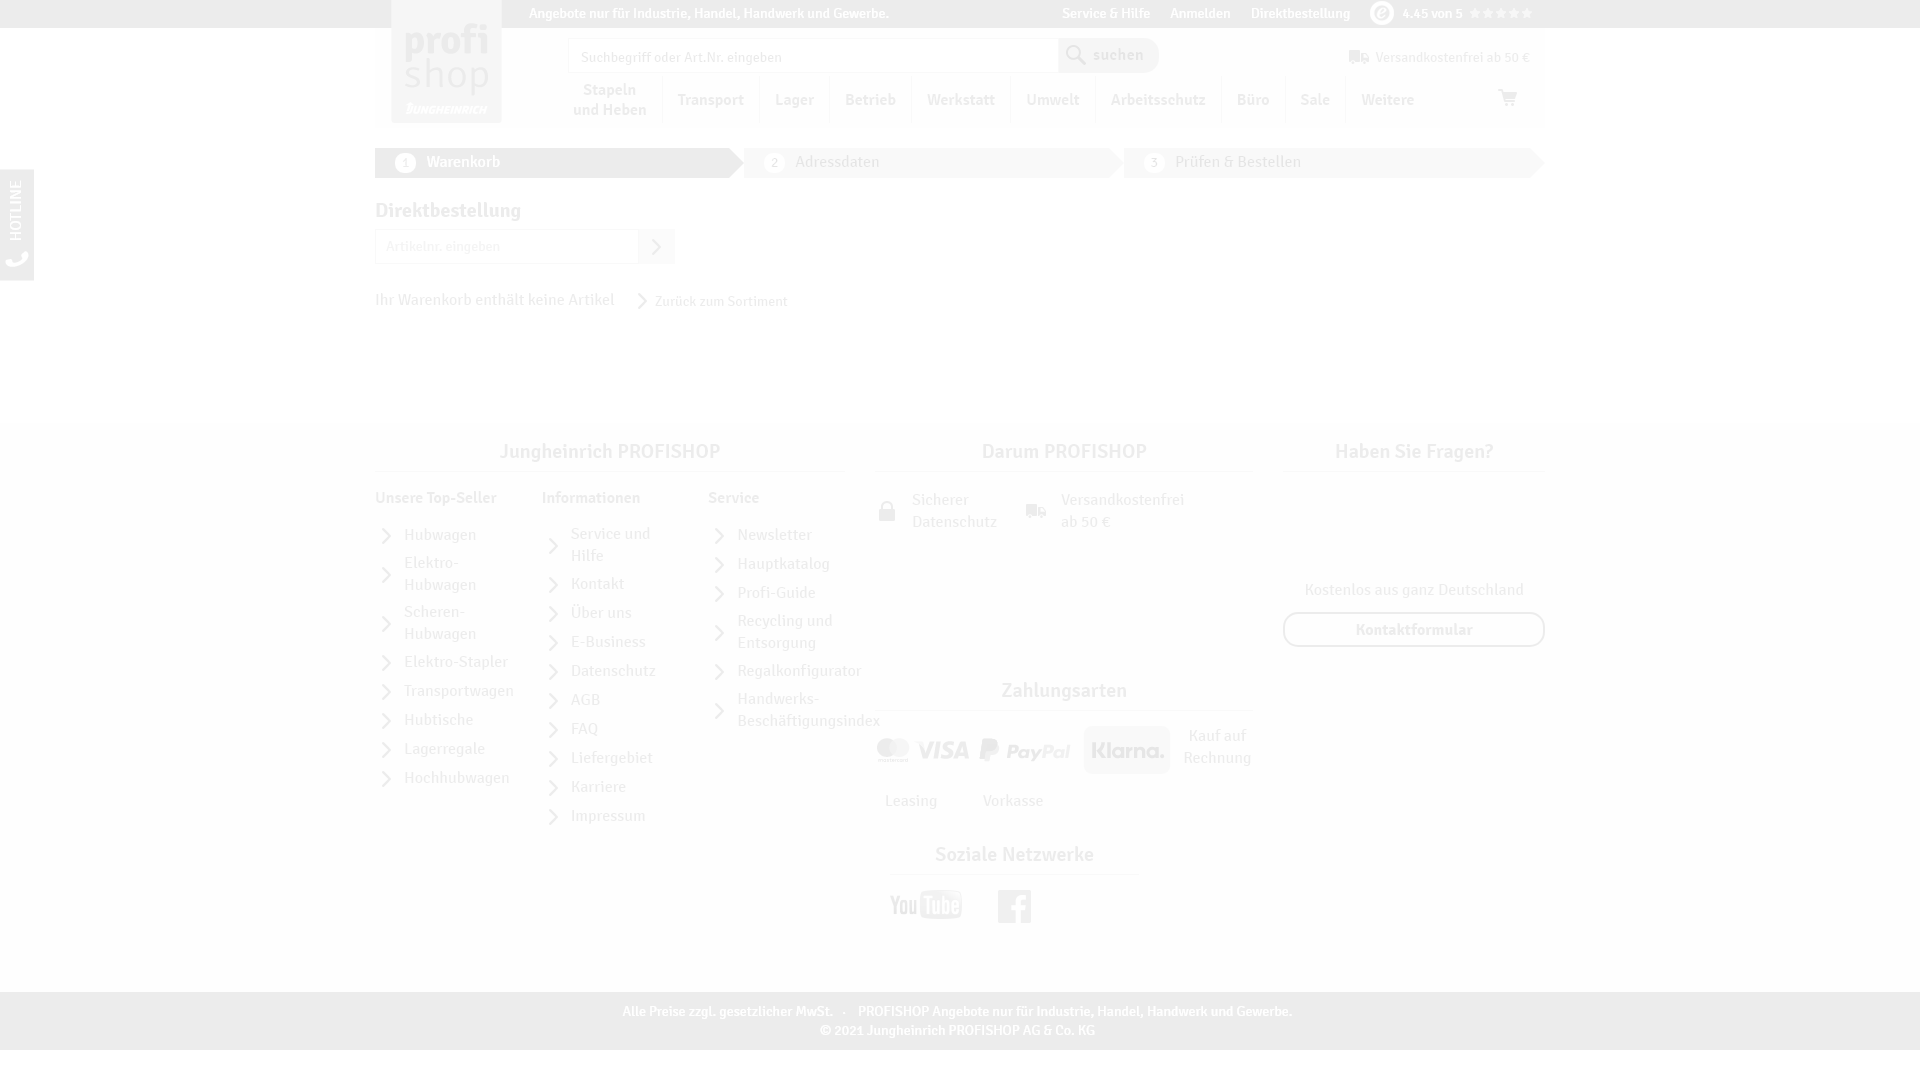 Angebote nur für Industrie, Handel, Handwerk und Gewerbe.
Service & Hilfe
Anmelden
Direktbestellung
4.45 von 5
profi
shop
JUNGHEINRICH
Suchbegriff oder Art.Nr. eingeben
suchen
Versandkostenfrei ab 50 €
Stapeln
und Heben
Transport
Lager
Betrieb
Werkstatt
Umwelt
Arbeitsschutz
Büro
Sale
Weitere
HOTLINE
1 Warenkorb
2 Adressdaten
3 Prüfen & Bestellen
Direktbestellung
Artikelnr. eingeben
Ihr Warenkorb enthält keine Artikel
Zurück zum Sortiment
Jungheinrich PROFISHOP
Unsere Top-Seller
Hubwagen
Elektro-
Hubwagen
Scheren-
Hubwagen
Elektro-Stapler
Transportwagen
Hubtische
Lagerregale
Hochhubwagen
Informationen
Service und
Hilfe
Kontakt
Über uns
E-Business
Datenschutz
AGB
FAQ
Liefergebiet
Karriere
Impressum
Service
Newsletter
Hauptkatalog
Profi-Guide
Recycling und
Entsorgung
Regalkonfigurator
Handwerks-
Beschäftigungsindex
Darum PROFISHOP
Sicherer
Datenschutz
Versandkostenfrei
ab 50 €
Zahlungsarten
VISA
PayPal
Klarna.
Kauf auf
Rechnung
Leasing
Vorkasse
Soziale Netzwerke
YouTube
Haben Sie Fragen?
Kostenlos aus ganz Deutschland
Kontaktformular
Alle Preise zzgl. gesetzlicher MwSt. · PROFISHOP Angebote nur für Industrie, Handel, Handwerk und Gewerbe.
© 2021 Jungheinrich PROFISHOP AG & Co. KG